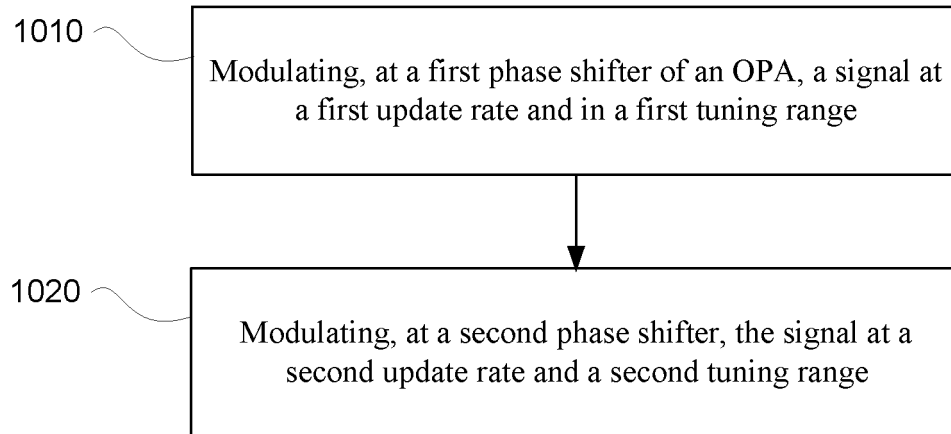 1010
Modulating, at a first phase shifter of an OPA, a signal at
a first update rate and in a first tuning range
1020
Modulating, at a second phase shifter, the signal at a
second update rate and a second tuning range